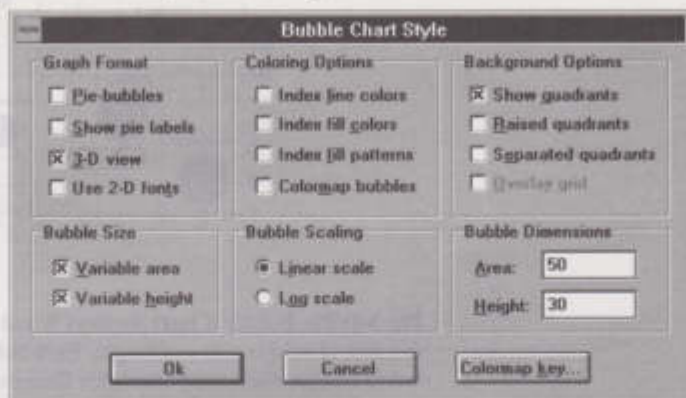 Bubble Chart Style
Graph Format
Pie-bubbles
Show pie labels
3-D view
Use 2-D fonts
Coloring Options
Index line colors
Index fill colors
Index fill patterns
Colormap bubbles
Background Options
Show quadrants
Raised quadrants
Separated quadrants
Overlay grid
Bubble Size
Variable area
Variable height
Bubble Scaling
Linear scale
Log scale
Bubble Dimensions
Area: 50
Height: 30
Ok Cancel Colormap key...